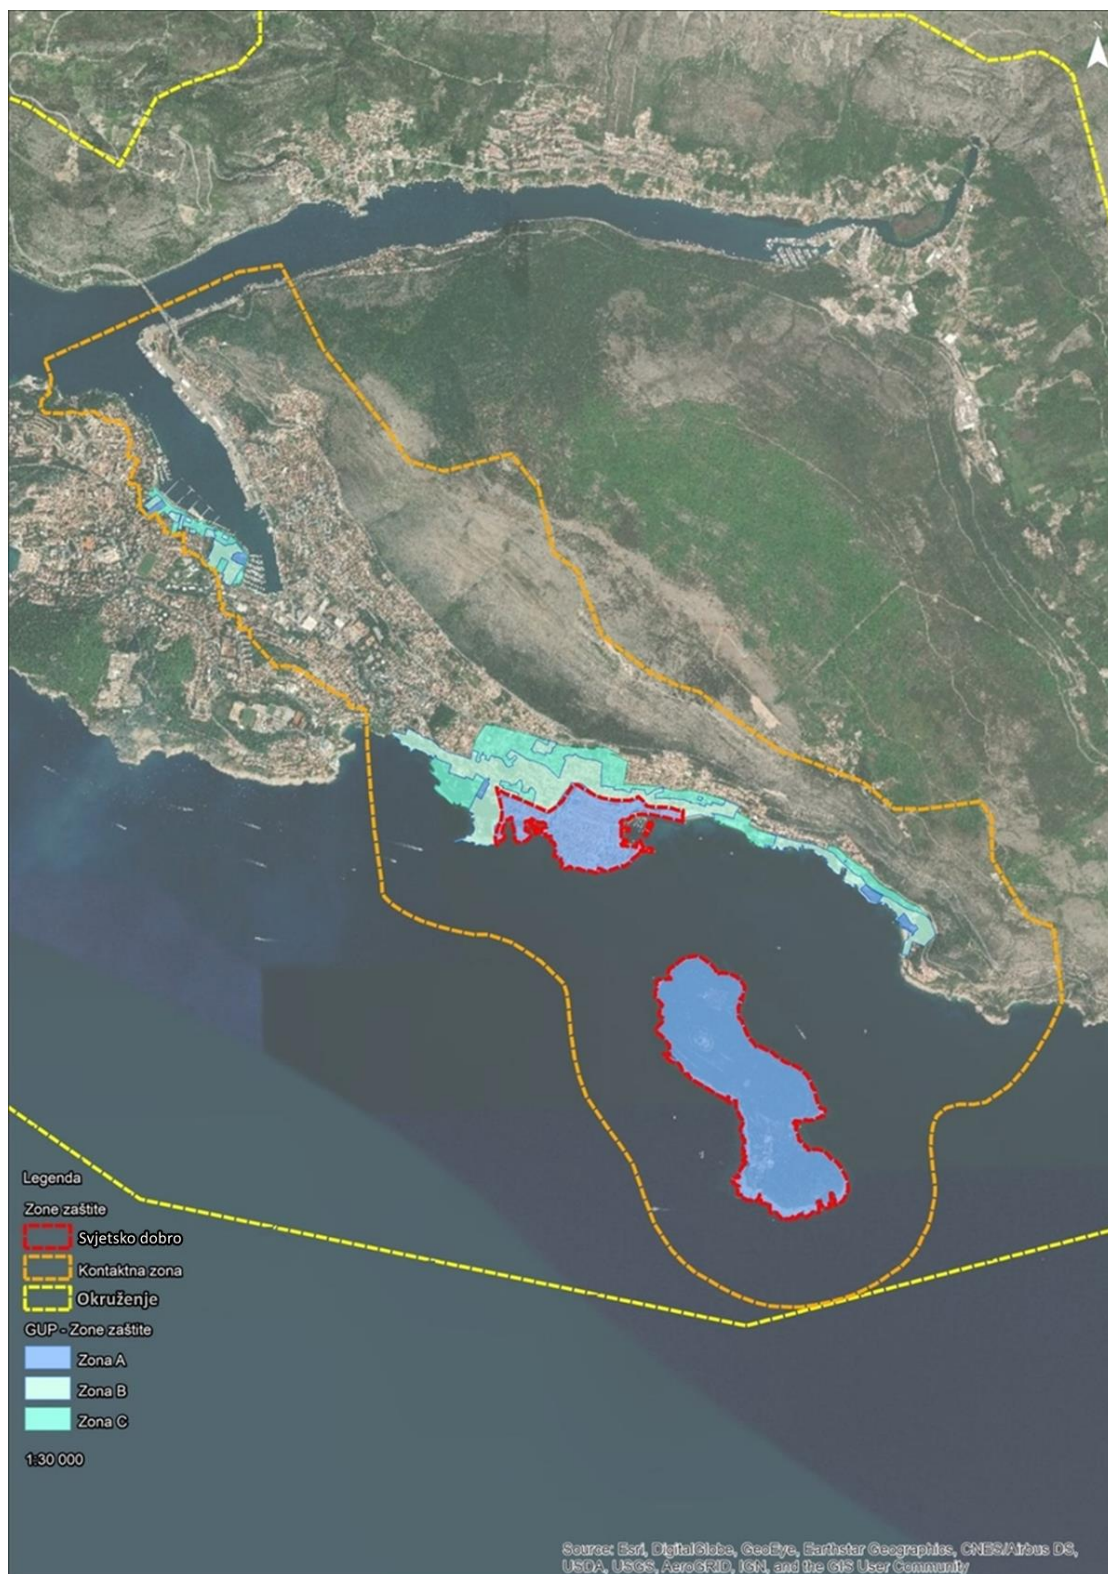 N
Legenda
Zone zaštite
Svjetsko dobro
Kontaktna zona
Okruženje
GUP - Zone zaštite
Zona A
Zona B
Zona C
1:30 000
Source: Esri, DigitalGlobe, GeoEye, Earthstar Geographics, CNES/Airbus DS,
USDA, USGS, AeroGRID, IGN, and the GIS User Community